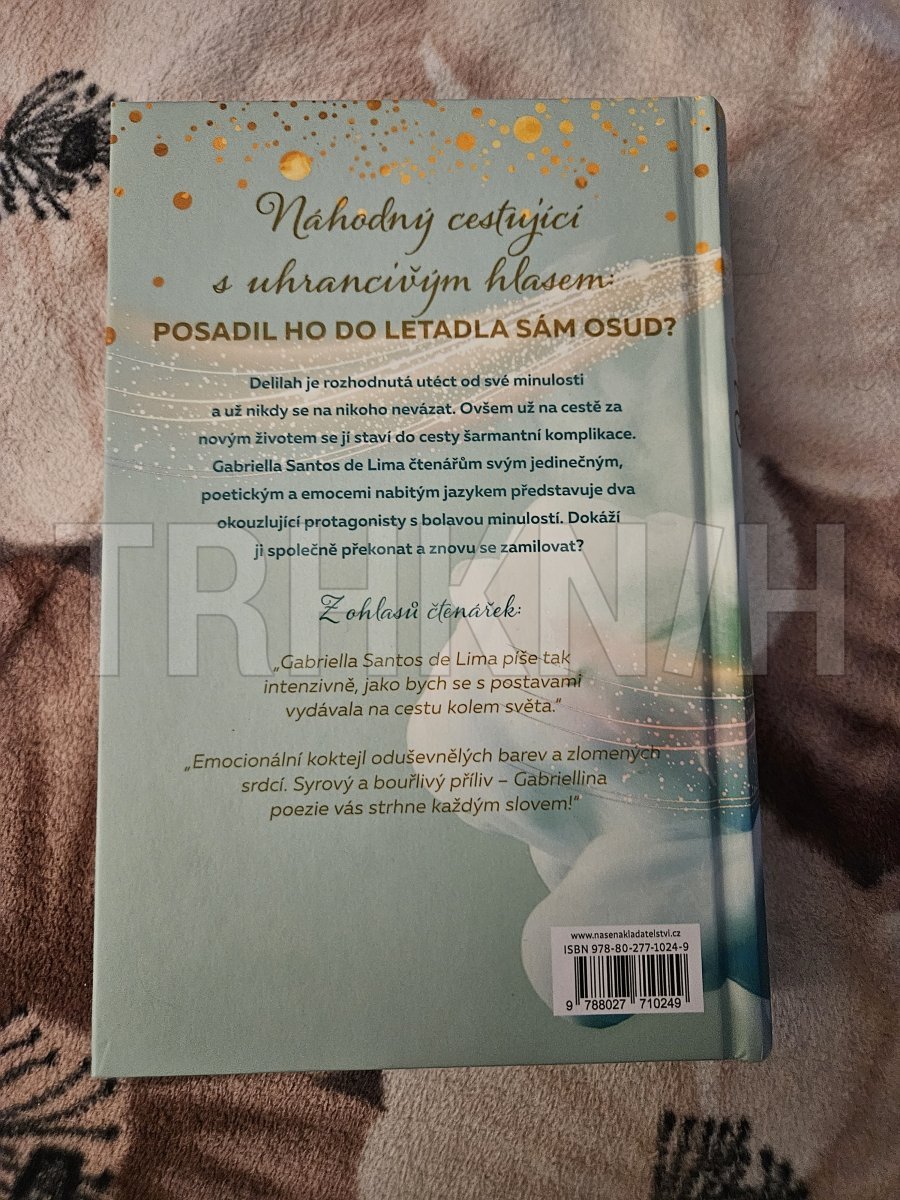 Náhodný cestující
s uhrančivým hlasem:
POSADIL HO DO LETADLA SÁM OSUD?
Delilah je rozhodnutá utéct od své minulosti
a už nikdy se na nikoho nevázat. Ovšem už na cestě za
novým životem se jí staví do cesty šarmantní komplikace.
Gabriella Santos de Lima čtenářům svým jedinečným,
poetickým a emocemi nabitým jazykem představuje dva
okouzlující protagonisty s bolavou minulostí. Dokáží
ji společně překonat a znovu se zamilovat?
TRHKNIH
Z ohlasů čtenářek:
„Gabriella Santos de Lima píše tak
intenzivně, jako bych se s postavami
vydávala na cestu kolem světa.“
„Emocionální koktejl oduševnělých barev a zlomených
srdcí. Syrový a bouřlivý příliv – Gabriellina
poezie vás strhne každým slovem!“
www.nasenakladatelstvi.cz
ISBN 978-80-277-1024-9
9 788027 710249